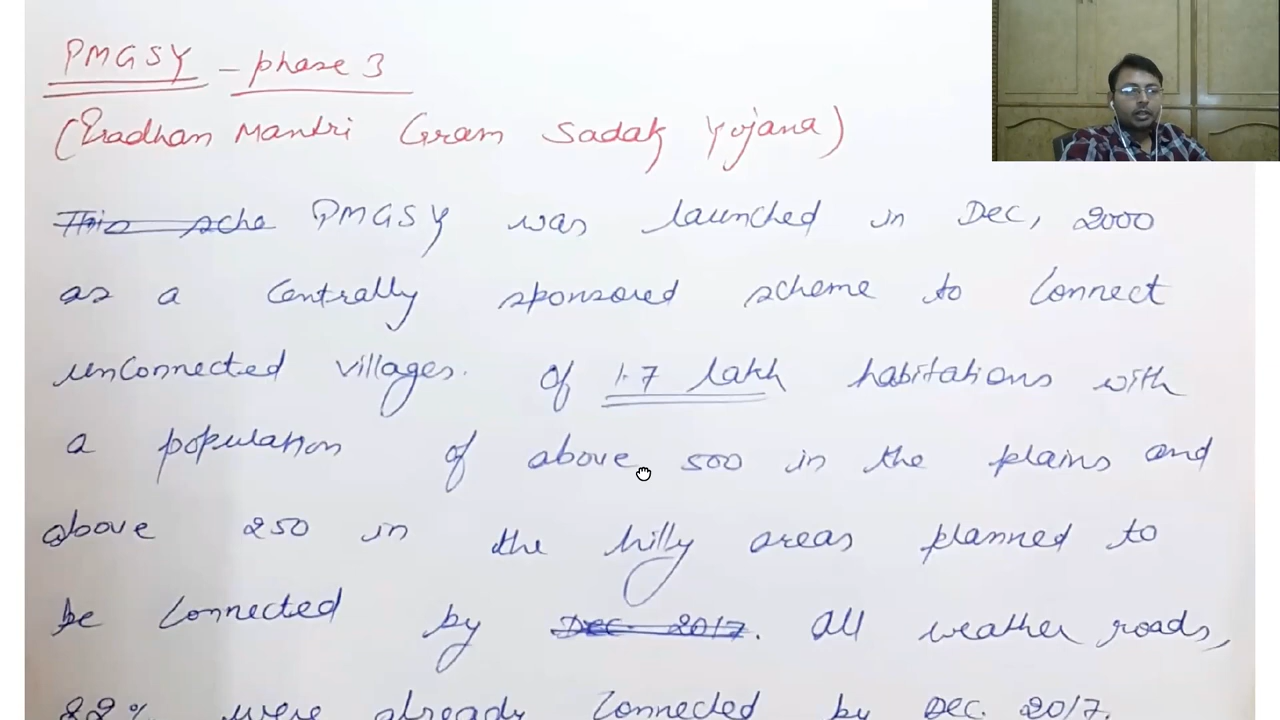 PMGSY - phase 3
(Pradhan Mantri Gram Sadak Yojana)
This sche PMGSY was launched in Dec, 2000
as a centrally sponsored scheme to connect
unconnected villages. Of 1.7 lakh habitations with
a population of above 500 in the plains and
above 250 in the hilly areas planned to
be connected by Dec. 2017. all weather roads,
were already connected by Dec. 2017.